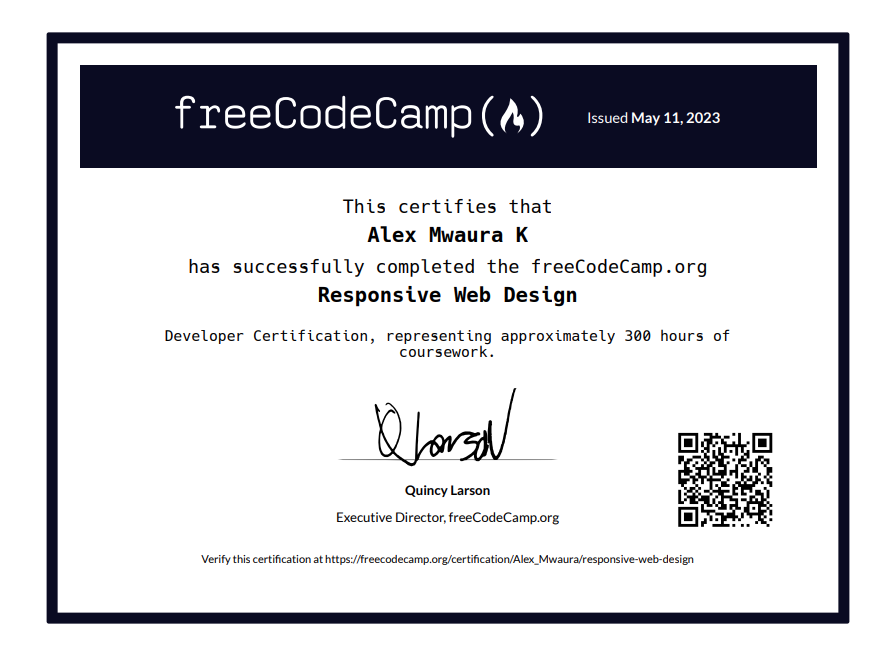 freeCodeCamp(🔥)
Issued May 11, 2023
This certifies that
Alex Mwaura K
has successfully completed the freeCodeCamp.org
Responsive Web Design
Developer Certification, representing approximately 300 hours of
coursework.
Q Larson
Quincy Larson
Executive Director, freeCodeCamp.org
Verify this certification at https://freecodecamp.org/certification/Alex_Mwaura/responsive-web-design